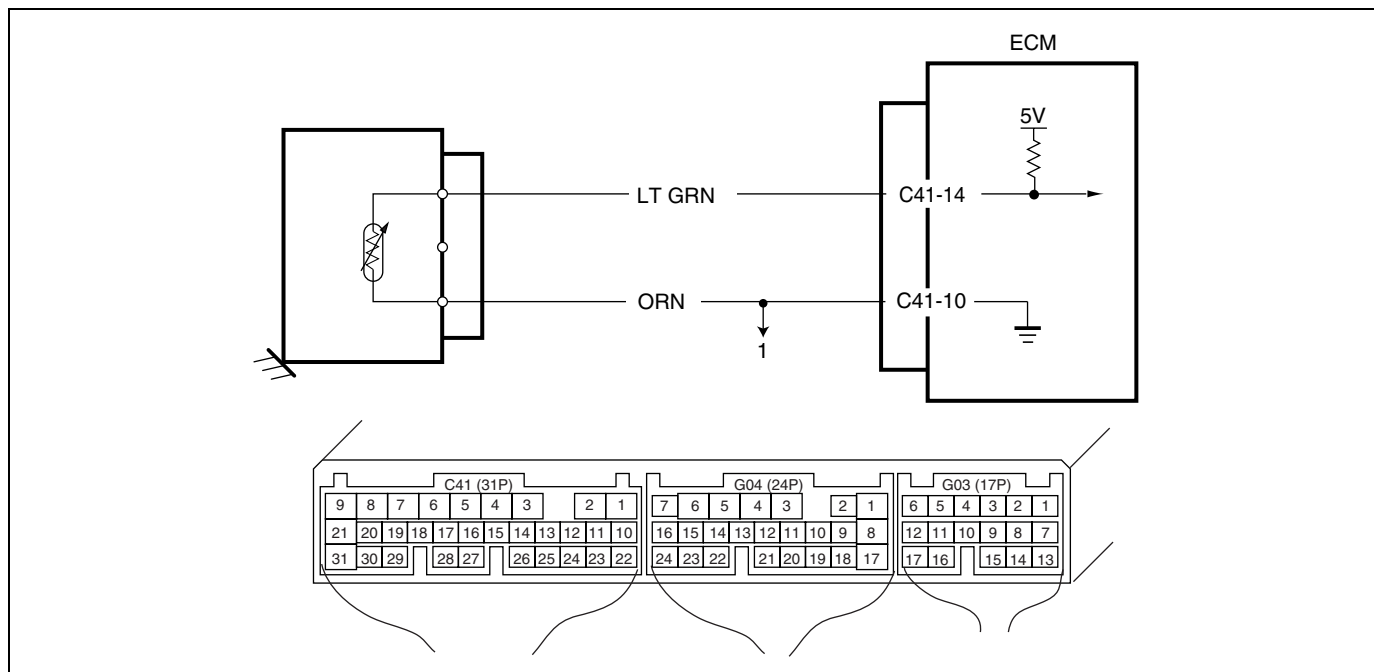 ECM
5V
LT GRN
C41-14
ORN
C41-10
1
C41 (31P)
G04 (24P)
G03 (17P)
9 8 7 6 5 4 3 2 1
7 6 5 4 3 2 1
6 5 4 3 2 1
21 20 19 18 17 16 15 14 13 12 11 10
16 15 14 13 12 11 10 9 8
12 11 10 9 8 7
31 30 29 28 27 26 25 24 23 22
24 23 22 21 20 19 18 17
17 16 15 14 13